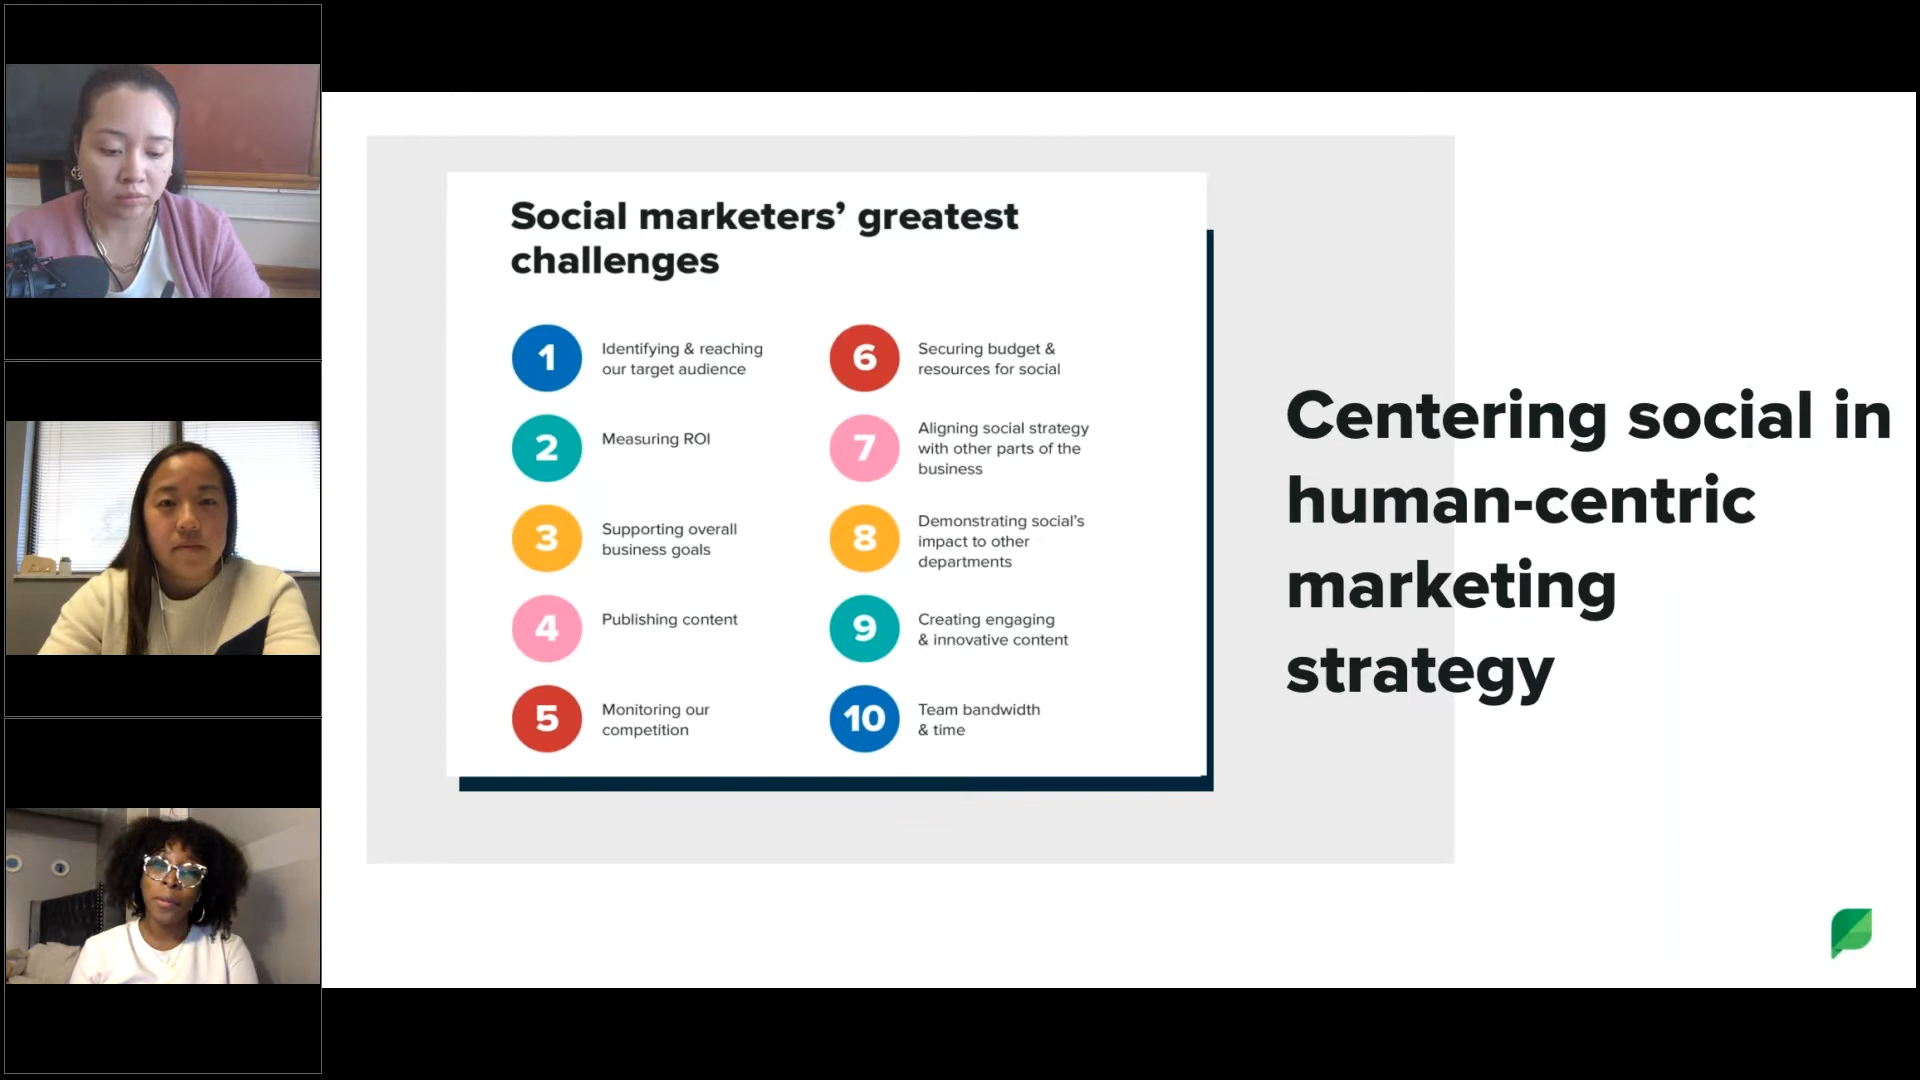 Social marketers’ greatest
challenges
1
Identifying & reaching
our target audience
2
Measuring ROI
3
Supporting overall
business goals
4
Publishing content
5
Monitoring our
competition
6
Securing budget &
resources for social
7
Aligning social strategy
with other parts of the
business
8
Demonstrating social’s
impact to other
departments
9
Creating engaging
& innovative content
10
Team bandwidth
& time
Centering social in
human-centric
marketing
strategy